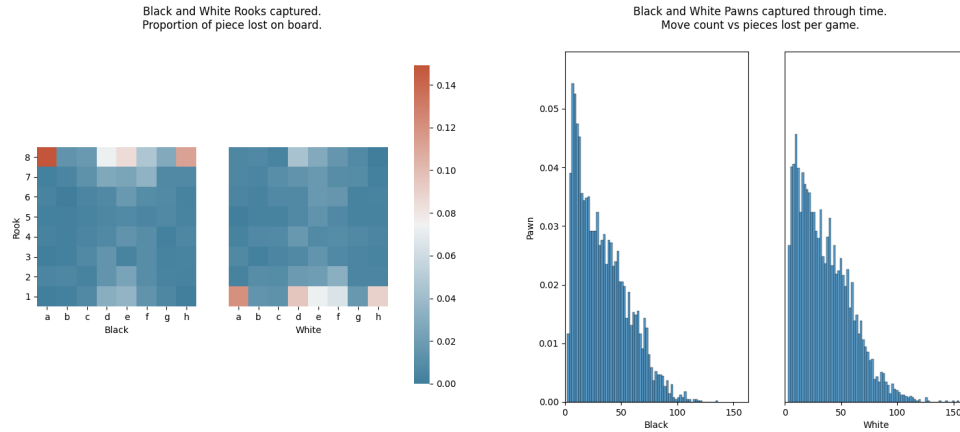 Black and White Rooks captured.
Proportion of piece lost on board.
Rook
8
7
6
5
4
3
2
1
a b c d e f g h
Black
a b c d e f g h
White
0.14
0.12
0.10
0.08
0.06
0.04
0.02
0.00
Black and White Pawns captured through time.
Move count vs pieces lost per game.
Pawn
0.05
0.04
0.03
0.02
0.01
0.00
0 50 100 150
Black
0 50 100 150
White